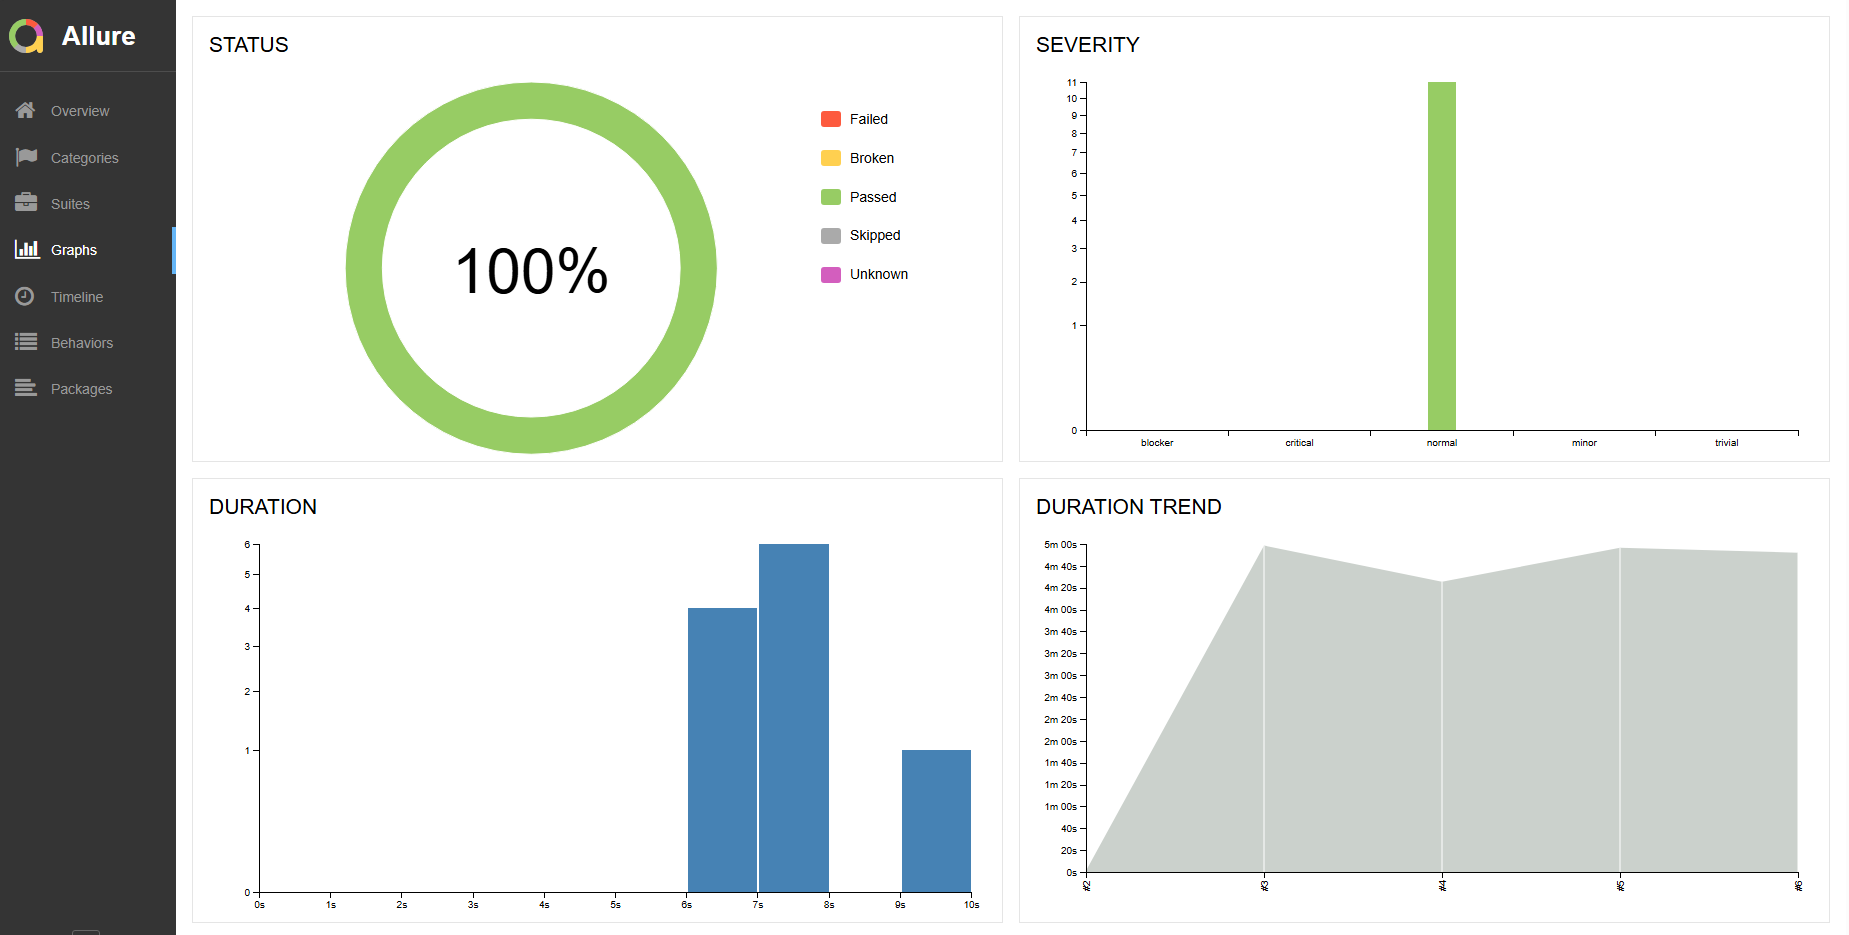 Allure
Overview
Categories
Suites
Graphs
Timeline
Behaviors
Packages
STATUS
100%
Failed
Broken
Passed
Skipped
Unknown
SEVERITY
11
10
9
8
7
6
5
4
3
2
1
0
blocker critical normal minor trivial
DURATION
6
5
4
3
2
1
0
0s 1s 2s 3s 4s 5s 6s 7s 8s 9s 10s
DURATION TREND
5m 00s
4m 40s
4m 20s
4m 00s
3m 40s
3m 20s
3m 00s
2m 40s
2m 20s
2m 00s
1m 40s
1m 20s
1m 00s
40s
20s
0s
#2 #3 #4 #5 #6